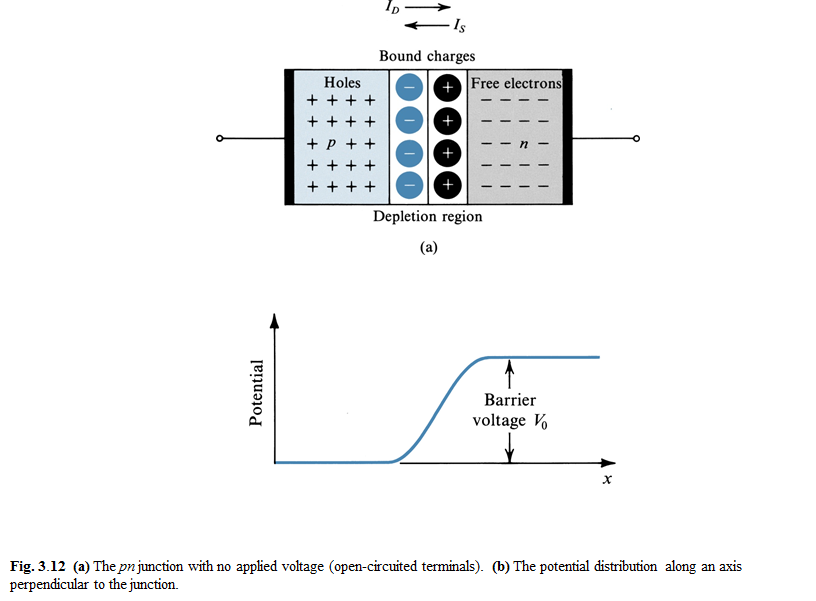 I_D
I_S
Bound charges
Holes
Free electrons
+ + + + − + − − − −
+ + + + − + − − − −
+ p + + − + − − n −
+ + + + − + − − − −
+ + + + − + − − − −
Depletion region
(a)
Potential
Barrier
voltage V₀
x
Fig. 3.12 (a) The pn junction with no applied voltage (open-circuited terminals). (b) The potential distribution along an axis
perpendicular to the junction.